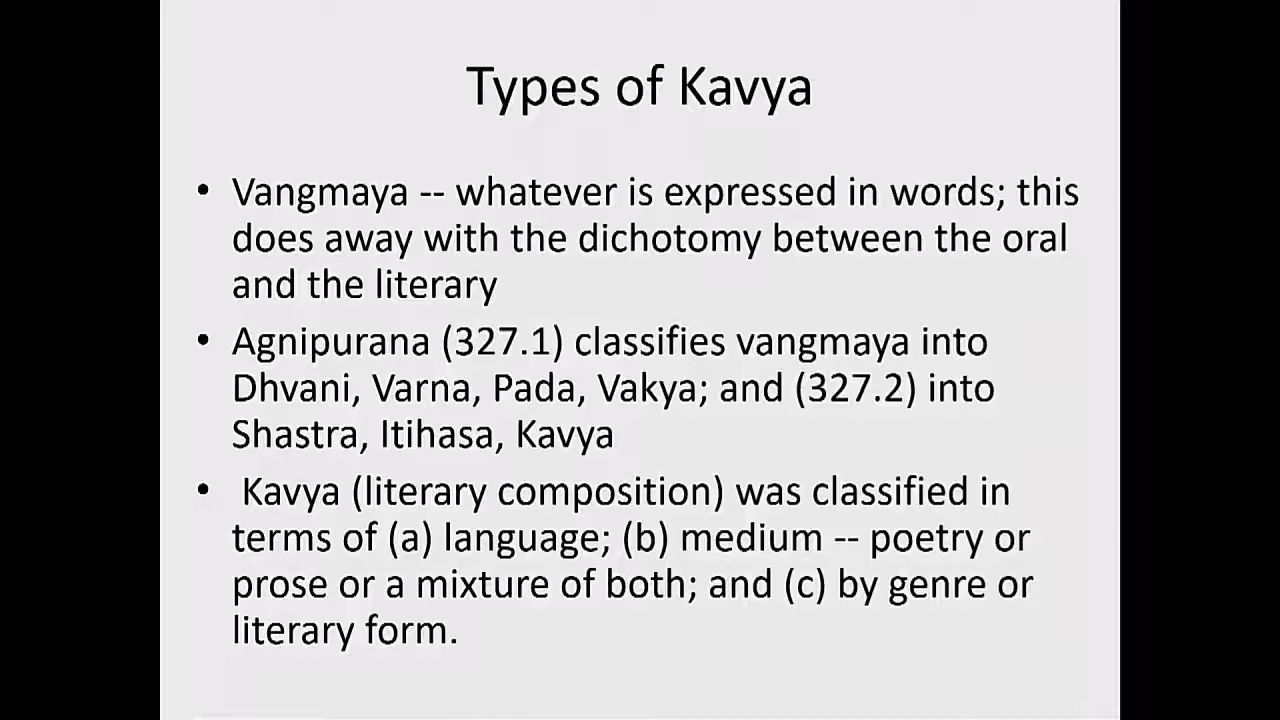 Types of Kavya
• Vangmaya -- whatever is expressed in words; this
does away with the dichotomy between the oral
and the literary
• Agnipurana (327.1) classifies vangmaya into
Dhvani, Varna, Pada, Vakya; and (327.2) into
Shastra, Itihasa, Kavya
• Kavya (literary composition) was classified in
terms of (a) language; (b) medium -- poetry or
prose or a mixture of both; and (c) by genre or
literary form.